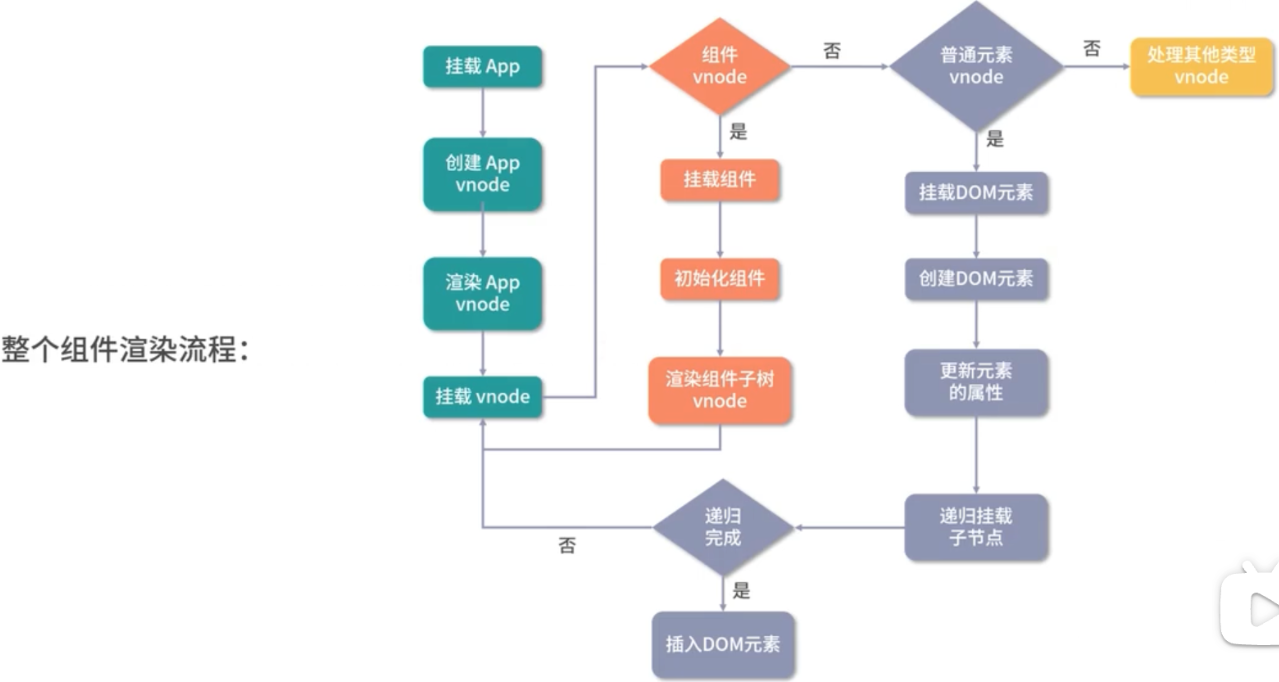 整个组件渲染流程：
挂载 App
创建 App
vnode
渲染 App
vnode
挂载 vnode
组件
vnode
否
是
挂载组件
初始化组件
渲染组件子树
vnode
普通元素
vnode
否
是
处理其他类型
vnode
挂载DOM元素
创建DOM元素
更新元素
的属性
递归挂载
子节点
递归
完成
否
是
插入DOM元素